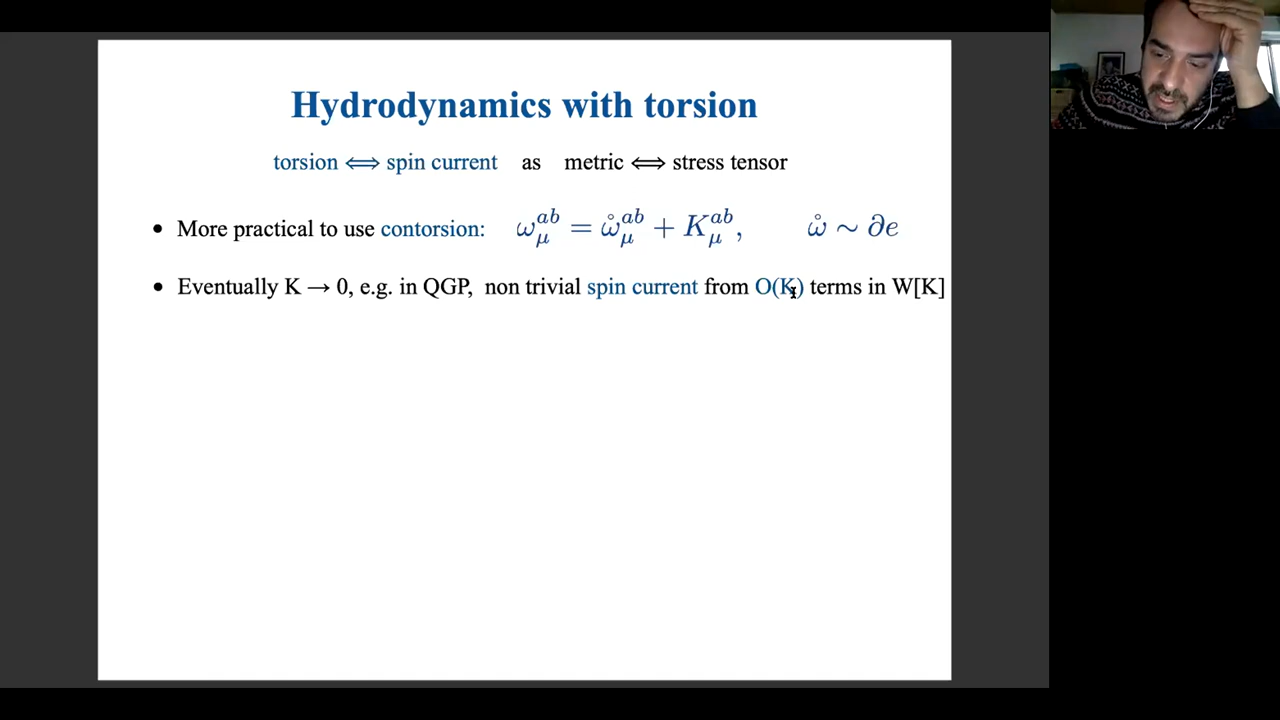 Hydrodynamics with torsion
torsion ⟺ spin current as metric ⟺ stress tensor
• More practical to use contorsion: ω_μ^{ab} = ω̊_μ^{ab} + K_μ^{ab}, ω̊ ∼ ∂e
• Eventually K → 0, e.g. in QGP, non trivial spin current from O(K) terms in W[K]